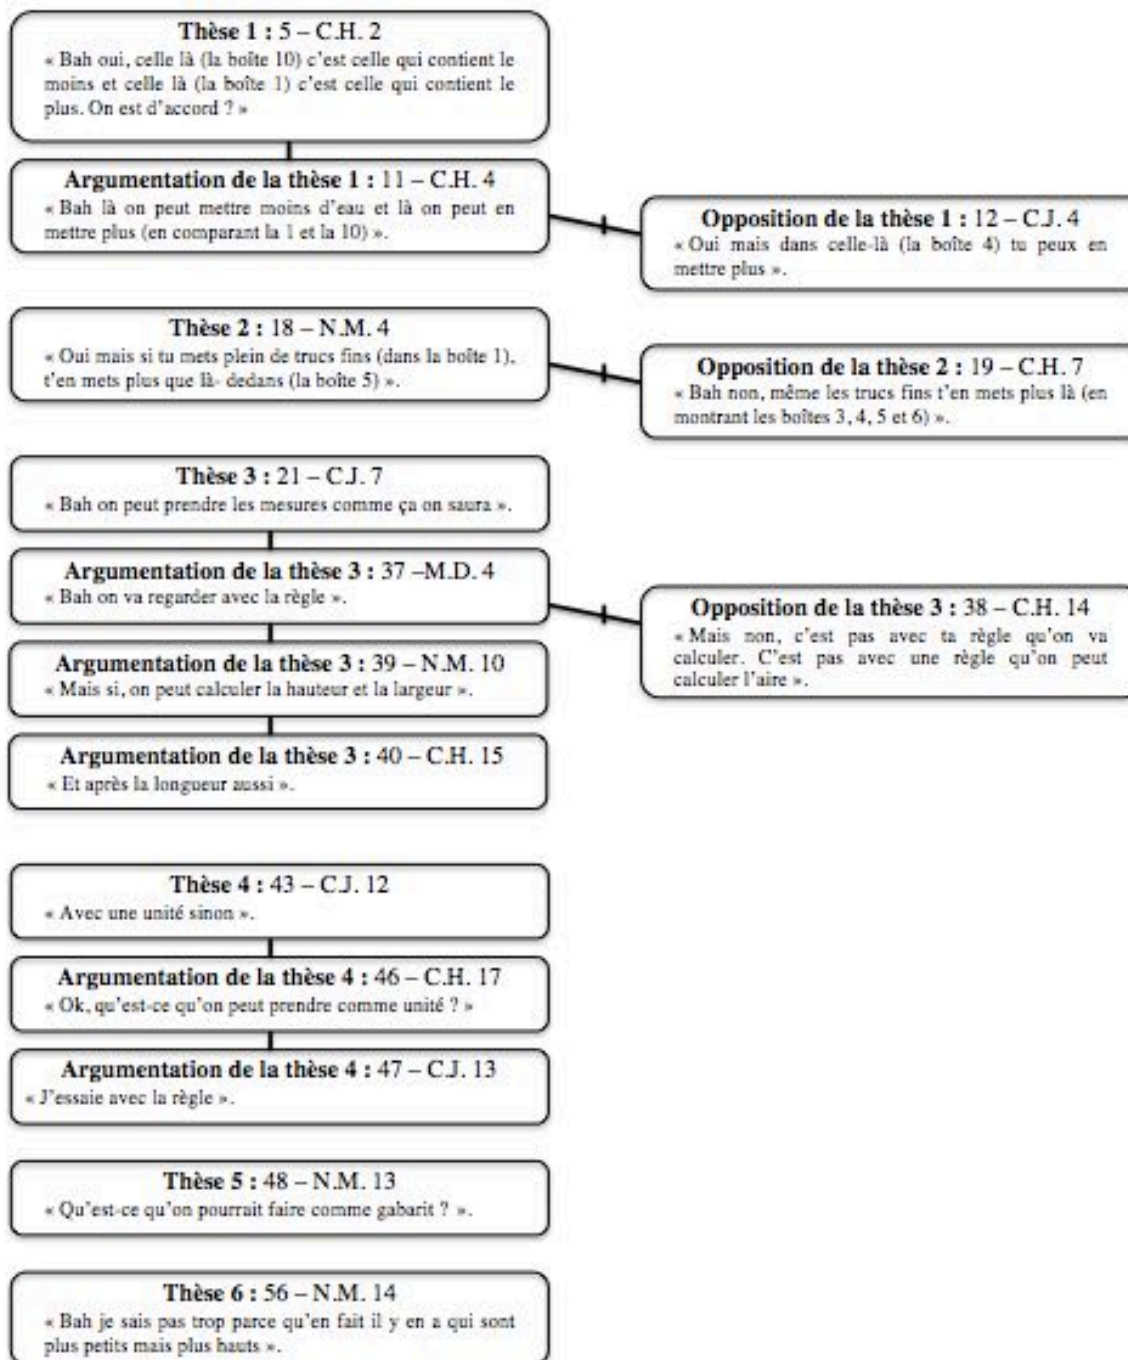 Thèse 1 : 5 – C.H. 2
« Bah oui, celle là (la boîte 10) c'est celle qui contient le
moins et celle là (la boîte 1) c'est celle qui contient le
plus. On est d'accord ? »
Argumentation de la thèse 1 : 11 – C.H. 4
« Bah là on peut mettre moins d'eau et là on peut en
mettre plus (en comparant la 1 et la 10) ».
Opposition de la thèse 1 : 12 – C.J. 4
« Oui mais dans celle-là (la boîte 4) tu peux en
mettre plus ».
Thèse 2 : 18 – N.M. 4
« Oui mais si tu mets plein de trucs fins (dans la boîte 1),
t'en mets plus que là- dedans (la boîte 5) ».
Opposition de la thèse 2 : 19 – C.H. 7
« Bah non, même les trucs fins t'en mets plus là (en
montrant les boîtes 3, 4, 5 et 6) ».
Thèse 3 : 21 – C.J. 7
« Bah on peut prendre les mesures comme ça on saura ».
Argumentation de la thèse 3 : 37 –M.D. 4
« Bah on va regarder avec la règle ».
Opposition de la thèse 3 : 38 – C.H. 14
« Mais non, c'est pas avec ta règle qu'on va
calculer. C'est pas avec une règle qu'on peut
calculer l'aire ».
Argumentation de la thèse 3 : 39 – N.M. 10
« Mais si, on peut calculer la hauteur et la largeur ».
Argumentation de la thèse 3 : 40 – C.H. 15
« Et après la longueur aussi ».
Thèse 4 : 43 – C.J. 12
« Avec une unité sinon ».
Argumentation de la thèse 4 : 46 – C.H. 17
« Ok, qu'est-ce qu'on peut prendre comme unité ? »
Argumentation de la thèse 4 : 47 – C.J. 13
« J'essaie avec la règle ».
Thèse 5 : 48 – N.M. 13
« Qu'est-ce qu'on pourrait faire comme gabarit ? ».
Thèse 6 : 56 – N.M. 14
« Bah je sais pas trop parce qu'en fait il y en a qui sont
plus petits mais plus hauts ».